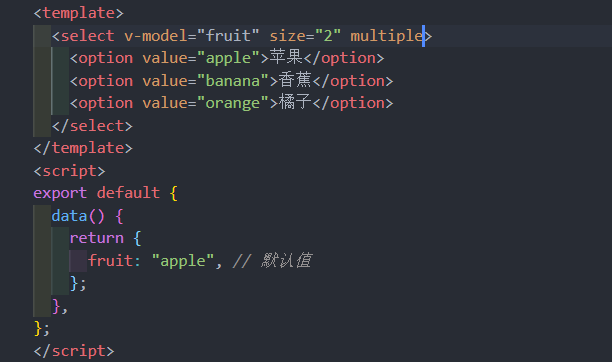 <template>
  <select v-model="fruit" size="2" multiple>
    <option value="apple">苹果</option>
    <option value="banana">香蕉</option>
    <option value="orange">橘子</option>
  </select>
</template>
<script>
export default {
  data() {
    return {
      fruit: "apple", // 默认值
    };
  },
};
</script>